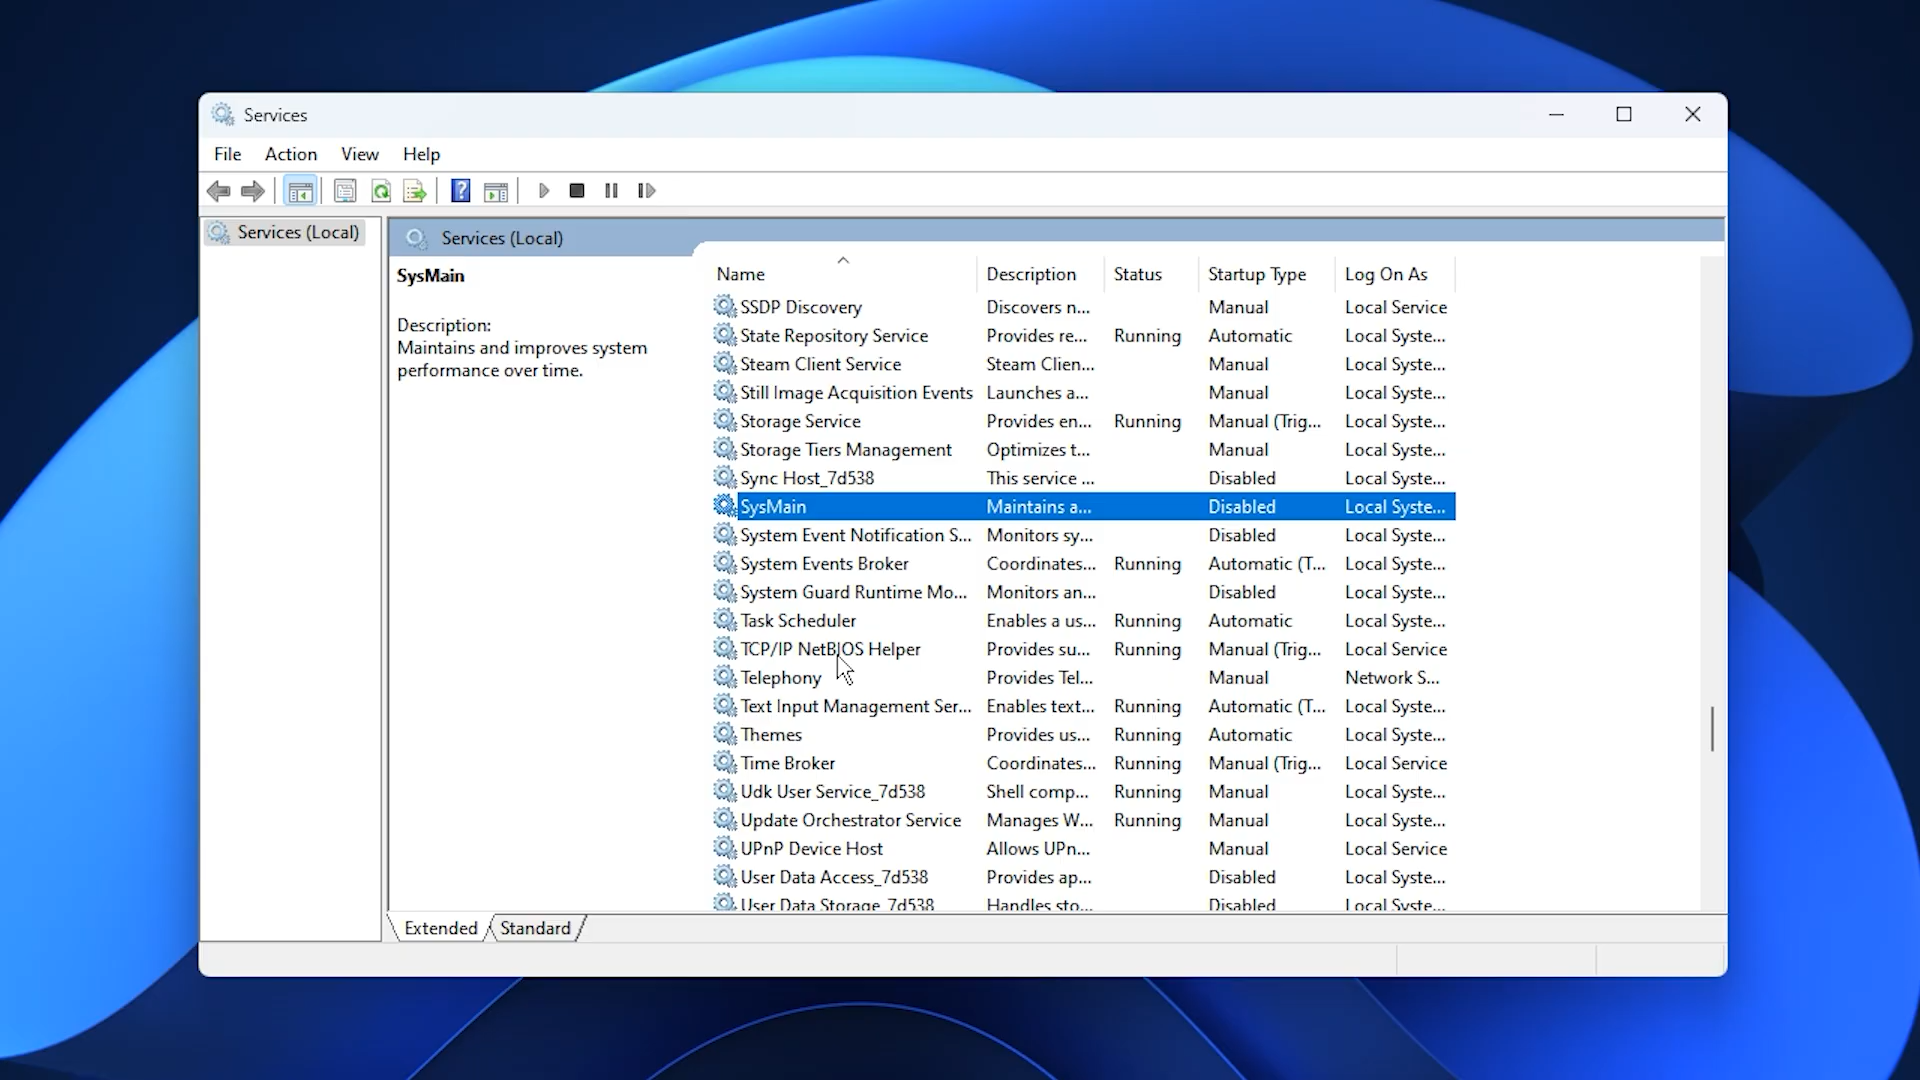 Services
File Action View Help
Services (Local)
Services (Local)
SysMain
Description:
Maintains and improves system
performance over time.
Name Description Status Startup Type Log On As
SSDP Discovery Discovers n... Manual Local Service
State Repository Service Provides re... Running Automatic Local Syste...
Steam Client Service Steam Clien... Manual Local Syste...
Still Image Acquisition Events Launches a... Manual Local Syste...
Storage Service Provides en... Running Manual (Trig... Local Syste...
Storage Tiers Management Optimizes t... Manual Local Syste...
Sync Host_7d538 This service ... Disabled Local Syste...
SysMain Maintains a... Disabled Local Syste...
System Event Notification S... Monitors sy... Disabled Local Syste...
System Events Broker Coordinates... Running Automatic (T... Local Syste...
System Guard Runtime Mo... Monitors an... Disabled Local Syste...
Task Scheduler Enables a us... Running Automatic Local Syste...
TCP/IP NetBIOS Helper Provides su... Running Manual (Trig... Local Service
Telephony Provides Tel... Manual Network S...
Text Input Management Ser... Enables text... Running Automatic (T... Local Syste...
Themes Provides us... Running Automatic Local Syste...
Time Broker Coordinates... Running Manual (Trig... Local Service
Udk User Service_7d538 Shell comp... Running Manual Local Syste...
Update Orchestrator Service Manages W... Running Manual Local Syste...
UPnP Device Host Allows UPn... Manual Local Service
User Data Access_7d538 Provides ap... Disabled Local Syste...
User Data Storage_7d538 Handles sto... Disabled Local Syste...
Extended Standard